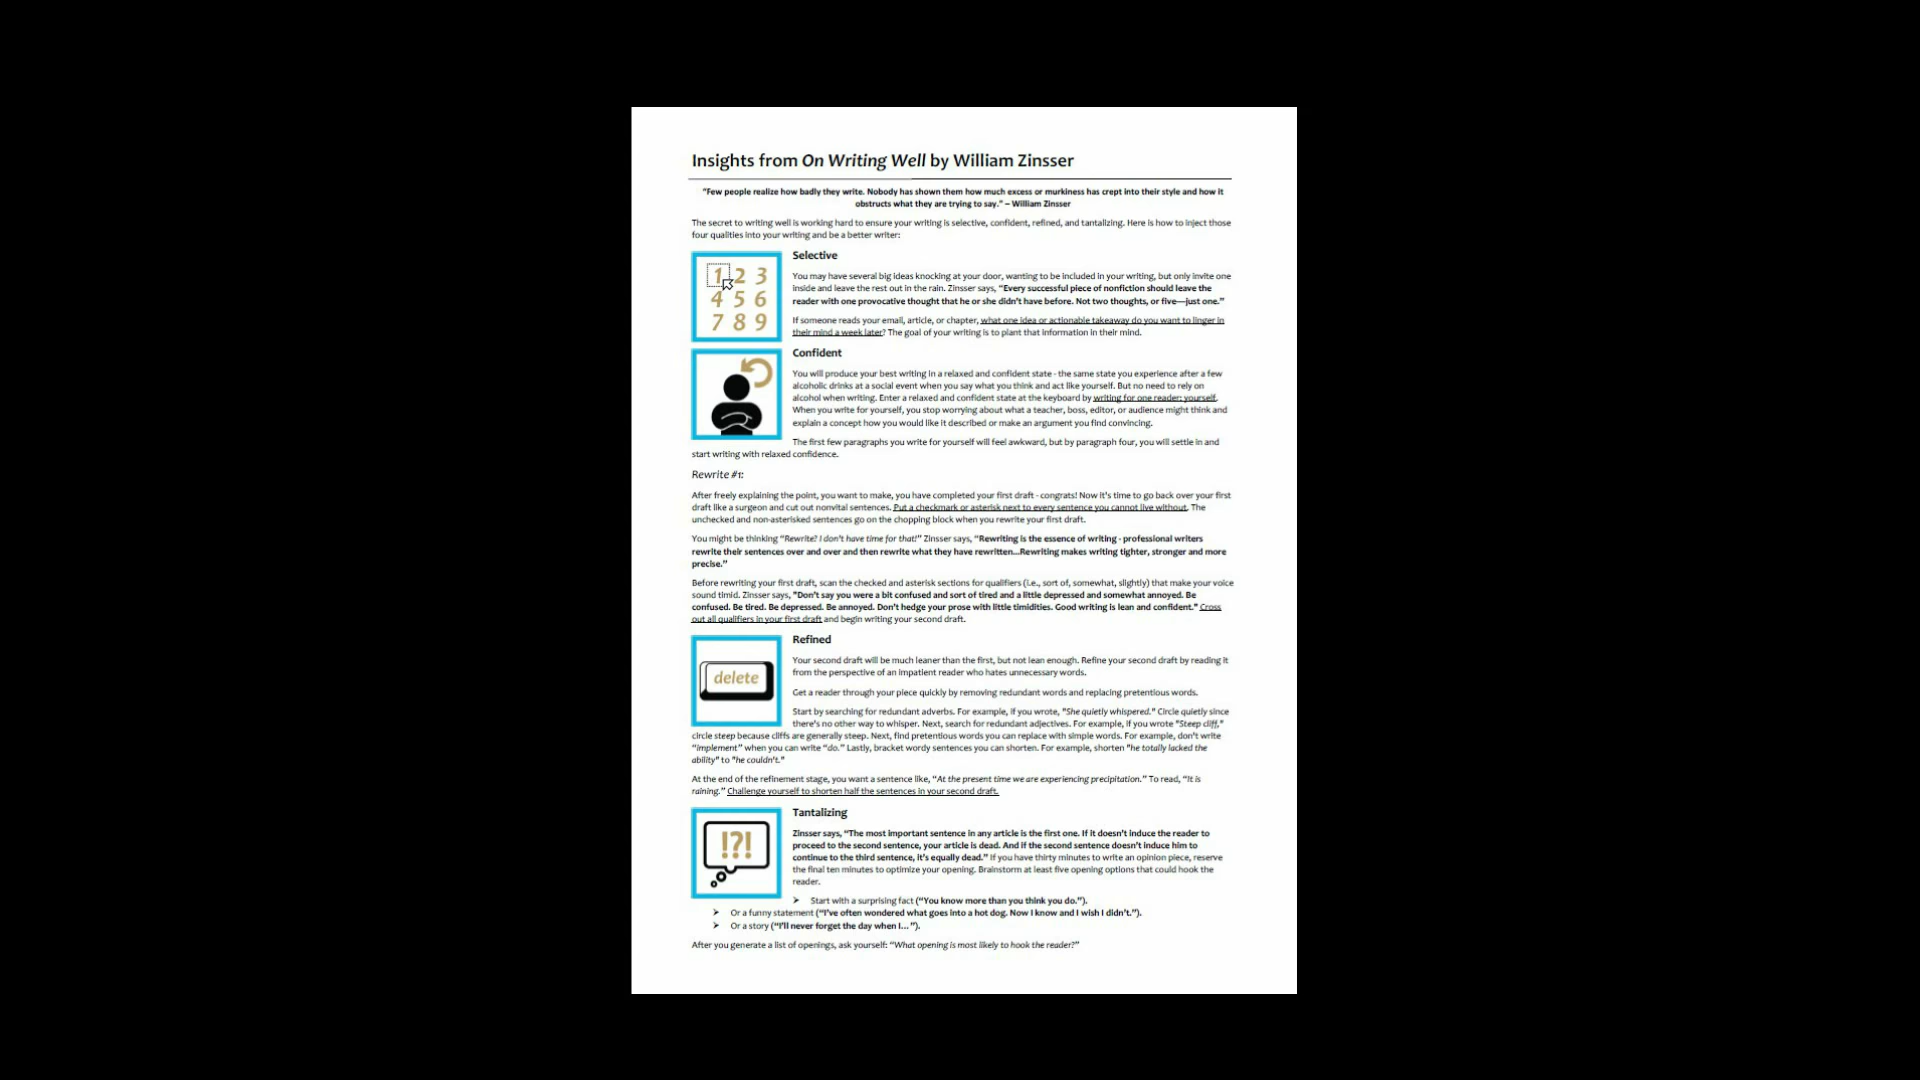 Insights from On Writing Well by William Zinsser
"Few people realize how badly they write. Nobody has shown them how much excess or murkiness has crept into their style and how it
obstructs what they are trying to say." – William Zinsser
The secret to writing well is working hard to ensure your writing is selective, confident, refined, and tantalizing. Here is how to inject those
four qualities into your writing and be a better writer:
1 2 3
4 5 6
7 8 9
Selective
You may have several big ideas knocking at your door, wanting to be included in your writing, but only invite one
inside and leave the rest out in the rain. Zinsser says, "Every successful piece of nonfiction should leave the
reader with one provocative thought that he or she didn't have before. Not two thoughts, or five—just one."
If someone reads your email, article, or chapter, what one idea or actionable takeaway do you want to linger in
their mind a week later? The goal of your writing is to plant that information in their mind.
Confident
You will produce your best writing in a relaxed and confident state - the same state you experience after a few
alcoholic drinks at a social event when you say what you think and act like yourself. But no need to rely on
alcohol when writing. Enter a relaxed and confident state at the keyboard by writing for one reader: yourself.
When you write for yourself, you stop worrying about what a teacher, boss, editor, or audience might think and
explain a concept how you would like it described or make an argument you find convincing.
The first few paragraphs you write for yourself will feel awkward, but by paragraph four, you will settle in and
start writing with relaxed confidence.
Rewrite #1:
After freely explaining the point, you want to make, you have completed your first draft - congrats! Now it's time to go back over your first
draft like a surgeon and cut out nonvital sentences. Put a checkmark or asterisk next to every sentence you cannot live without. The
unchecked and non-asterisked sentences go on the chopping block when you rewrite your first draft.
You might be thinking "Rewrite? I don't have time for that!" Zinsser says, "Rewriting is the essence of writing - professional writers
rewrite their sentences over and over and then rewrite what they have rewritten...Rewriting makes writing tighter, stronger and more
precise."
Before rewriting your first draft, scan the checked and asterisk sections for qualifiers (i.e., sort of, somewhat, slightly) that make your voice
sound timid. Zinsser says, "Don't say you were a bit confused and sort of tired and a little depressed and somewhat annoyed. Be
confused. Be tired. Be depressed. Be annoyed. Don't hedge your prose with little timidities. Good writing is lean and confident." Cross
out all qualifiers in your first draft and begin writing your second draft.
delete
Refined
Your second draft will be much leaner than the first, but not lean enough. Refine your second draft by reading it
from the perspective of an impatient reader who hates unnecessary words.
Get a reader through your piece quickly by removing redundant words and replacing pretentious words.
Start by searching for redundant adverbs. For example, if you wrote, "She quietly whispered." Circle quietly since
there's no other way to whisper. Next, search for redundant adjectives. For example, if you wrote "Steep cliff,"
circle steep because cliffs are generally steep. Next, find pretentious words you can replace with simple words. For example, don't write
"implement" when you can write "do." Lastly, bracket wordy sentences you can shorten. For example, shorten "he totally lacked the
ability" to "he couldn't."
At the end of the refinement stage, you want a sentence like, "At the present time we are experiencing precipitation." To read, "It is
raining." Challenge yourself to shorten half the sentences in your second draft.
!?!
Tantalizing
Zinsser says, "The most important sentence in any article is the first one. If it doesn't induce the reader to
proceed to the second sentence, your article is dead. And if the second sentence doesn't induce him to
continue to the third sentence, it's equally dead." If you have thirty minutes to write an opinion piece, reserve
the final ten minutes to optimize your opening. Brainstorm at least five opening options that could hook the
reader.
➢ Start with a surprising fact ("You know more than you think you do.").
➢ Or a funny statement ("I've often wondered what goes into a hot dog. Now I know and I wish I didn't.").
➢ Or a story ("I'll never forget the day when I... ").
After you generate a list of openings, ask yourself: "What opening is most likely to hook the reader?"